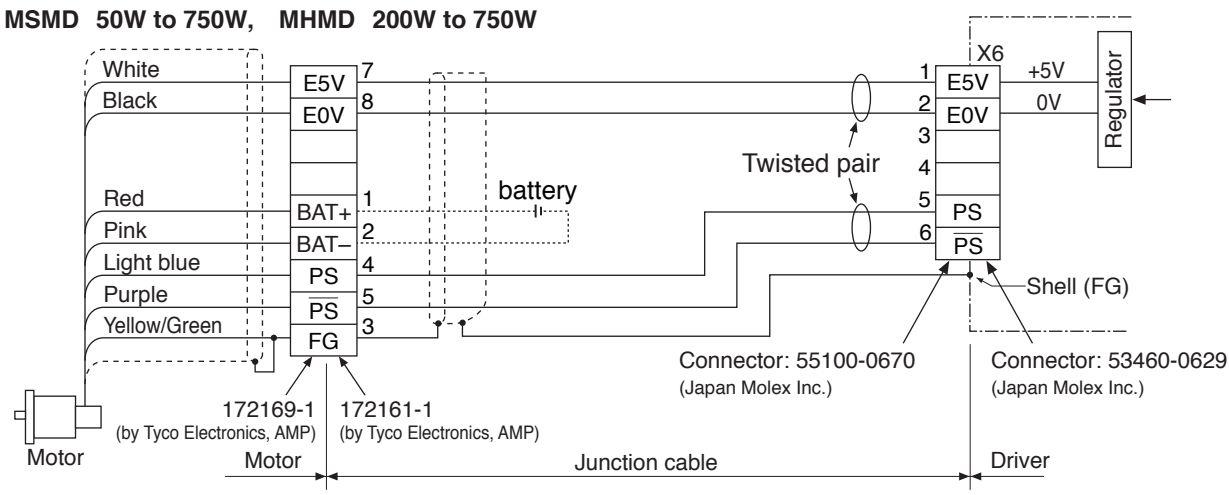 MSMD 50W to 750W, MHMD 200W to 750W
White
Black
Red
Pink
Light blue
Purple
Yellow/Green
E5V
E0V
BAT+
BAT–
PS
P̅S̅
FG
7
8
1
2
4
5
3
battery
Twisted pair
X6
1
2
3
4
5
6
E5V
E0V
PS
P̅S̅
+5V
0V
Regulator
Shell (FG)
Connector: 55100-0670
(Japan Molex Inc.)
Connector: 53460-0629
(Japan Molex Inc.)
172169-1
(by Tyco Electronics, AMP)
172161-1
(by Tyco Electronics, AMP)
Motor
Motor
Junction cable
Driver